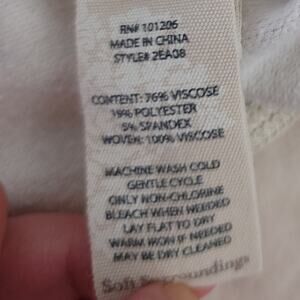 RN# 101206
MADE IN CHINA
STYLE# 2EA08
CONTENT: 76% VISCOSE
19% POLYESTER
5% SPANDEX
WOVEN: 100% VISCOSE
MACHINE WASH COLD
GENTLE CYCLE
ONLY NON-CHLORINE
BLEACH WHEN NEEDED
LAY FLAT TO DRY
WARM IRON IF NEEDED
MAY BE DRY CLEANED
Soft Surroundings